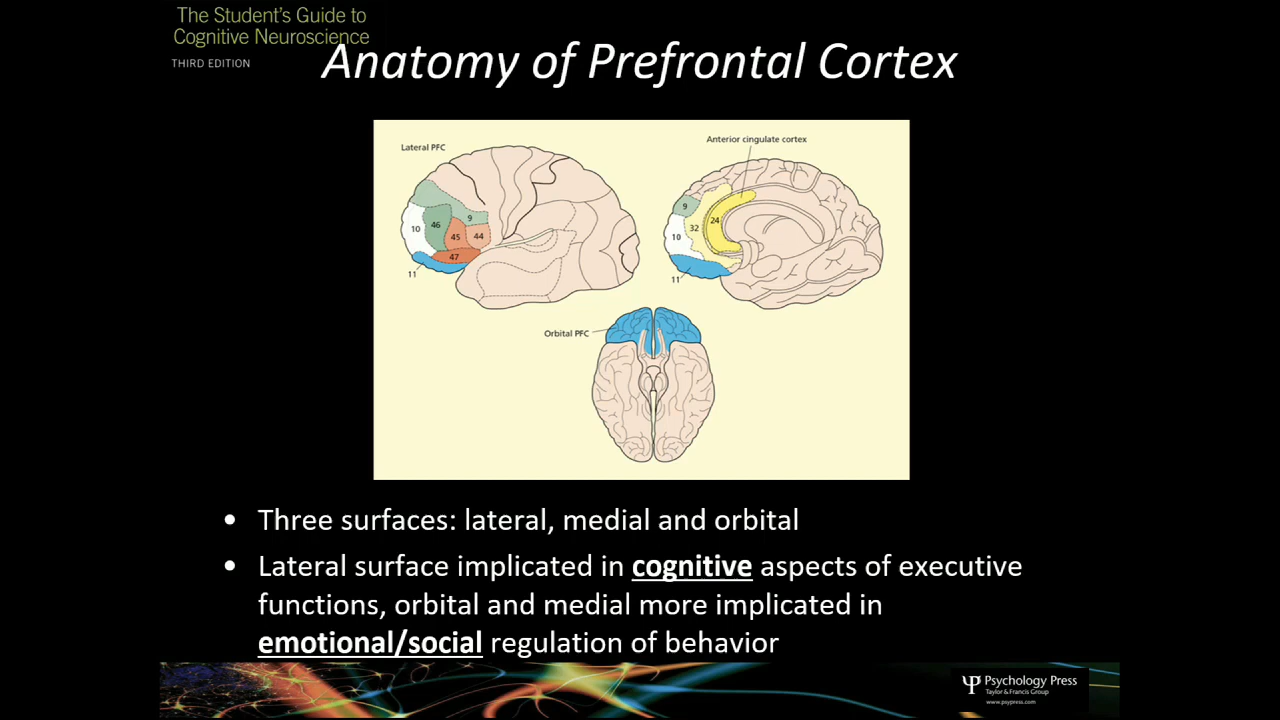 The Student's Guide to
Cognitive Neuroscience
THIRD EDITION
Anatomy of Prefrontal Cortex
Lateral PFC
9
46
10
45
44
47
11
Anterior cingulate cortex
9
24
32
10
11
Orbital PFC
• Three surfaces: lateral, medial and orbital
• Lateral surface implicated in cognitive aspects of executive
functions, orbital and medial more implicated in
emotional/social regulation of behavior
Psychology Press
Taylor & Francis Group
www.psypress.com